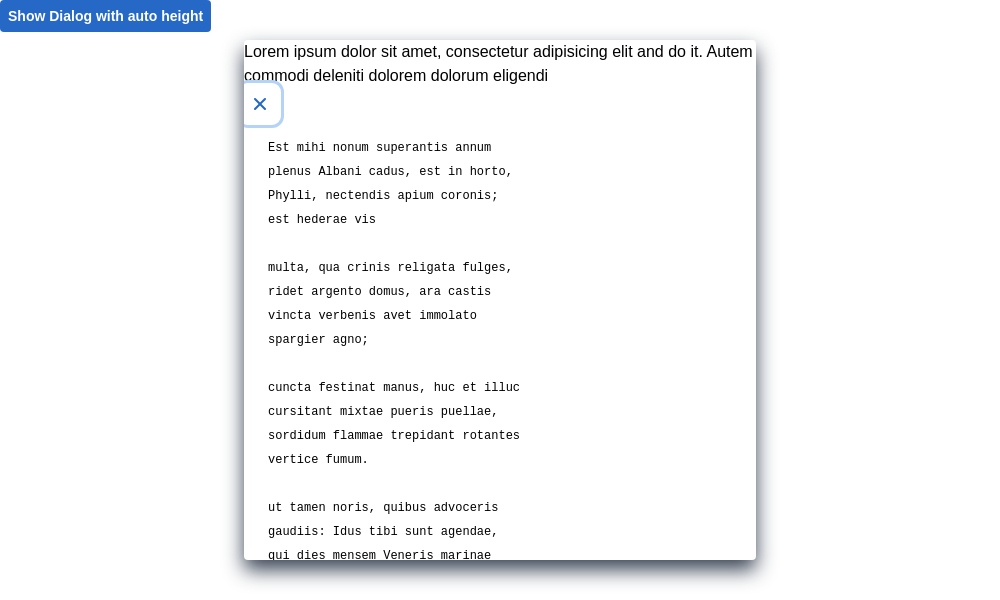 Show Dialog with auto height
Lorem ipsum dolor sit amet, consectetur adipisicing elit and do it. Autem
commodi deleniti dolorem dolorum eligendi
Est mihi nonum superantis annum
plenus Albani cadus, est in horto,
Phylli, nectendis apium coronis;
est hederae vis
multa, qua crinis religata fulges,
ridet argento domus, ara castis
vincta verbenis avet immolato
spargier agno;
cuncta festinat manus, huc et illuc
cursitant mixtae pueris puellae,
sordidum flammae trepidant rotantes
vertice fumum.
ut tamen noris, quibus advoceris
gaudiis: Idus tibi sunt agendae,
qui dies mensem Veneris marinae